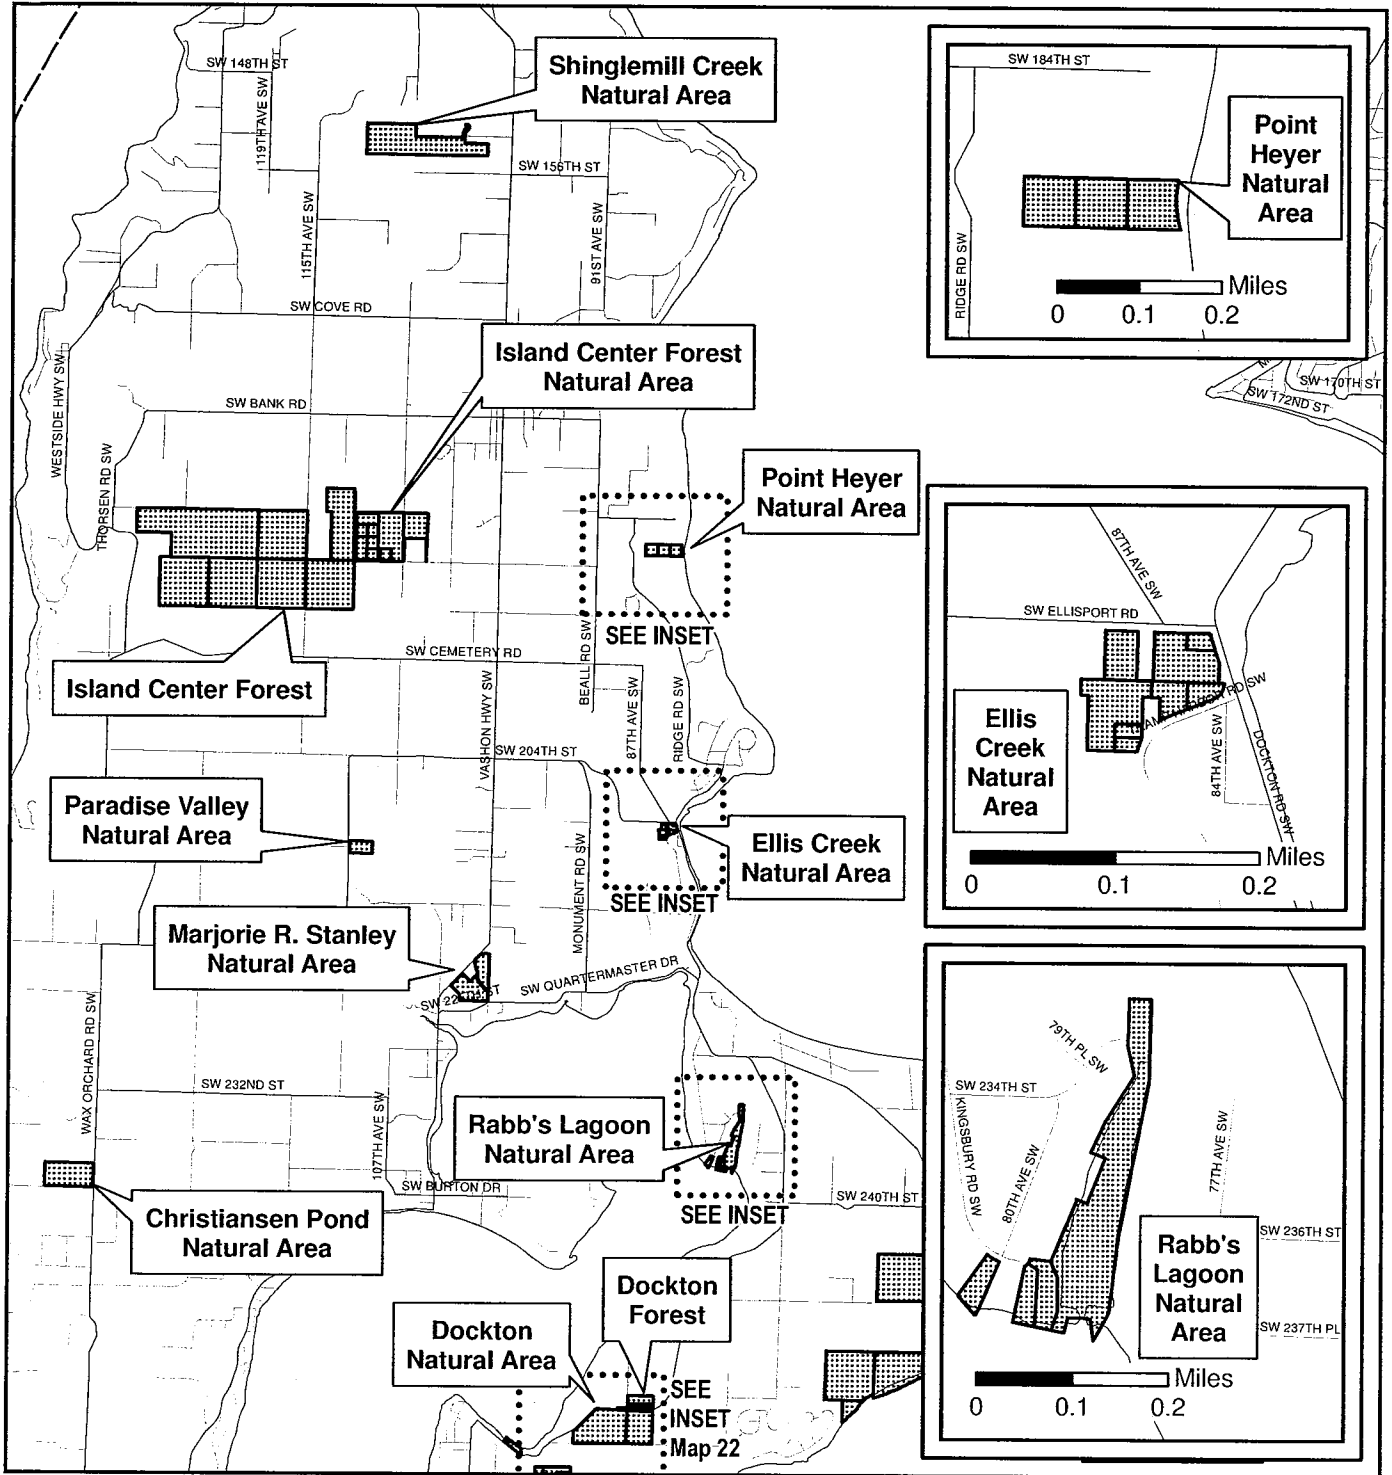 SW 148TH ST
119TH AVE SW
Shinglemill Creek
Natural Area
SW 156TH ST
115TH AVE SW
91ST AVE SW
SW COVE RD
Island Center Forest
Natural Area
WESTSIDE HWY SW
SW BANK RD
THORSEN RD SW
Point Heyer
Natural Area
SEE INSET
BEALL RD SW
SW CEMETERY RD
Island Center Forest
VASHON HWY SW
87TH AVE SW
RIDGE RD SW
SW 204TH ST
Paradise Valley
Natural Area
Ellis Creek
Natural Area
SEE INSET
MONUMENT RD SW
Marjorie R. Stanley
Natural Area
SW QUARTERMASTER DR
WAX ORCHARD RD SW
SW 232ND ST
107TH AVE SW
Rabb's Lagoon
Natural Area
SEE INSET
SW BURTON DR
SW 240TH ST
Christiansen Pond
Natural Area
Dockton
Forest
Dockton
Natural Area
SEE
INSET
Map 22
SW 184TH ST
RIDGE RD SW
Point
Heyer
Natural
Area
Miles
0 0.1 0.2
SW 170TH ST
SW 172ND ST
87TH AVE SW
SW ELLISPORT RD
RD SW
84TH AVE SW
DOCKTON RD SW
Ellis
Creek
Natural
Area
Miles
0 0.1 0.2
79TH PL SW
SW 234TH ST
KINGSBURY RD SW
80TH AVE SW
77TH AVE SW
SW 236TH ST
SW 237TH PL
Rabb's
Lagoon
Natural
Area
Miles
0 0.1 0.2